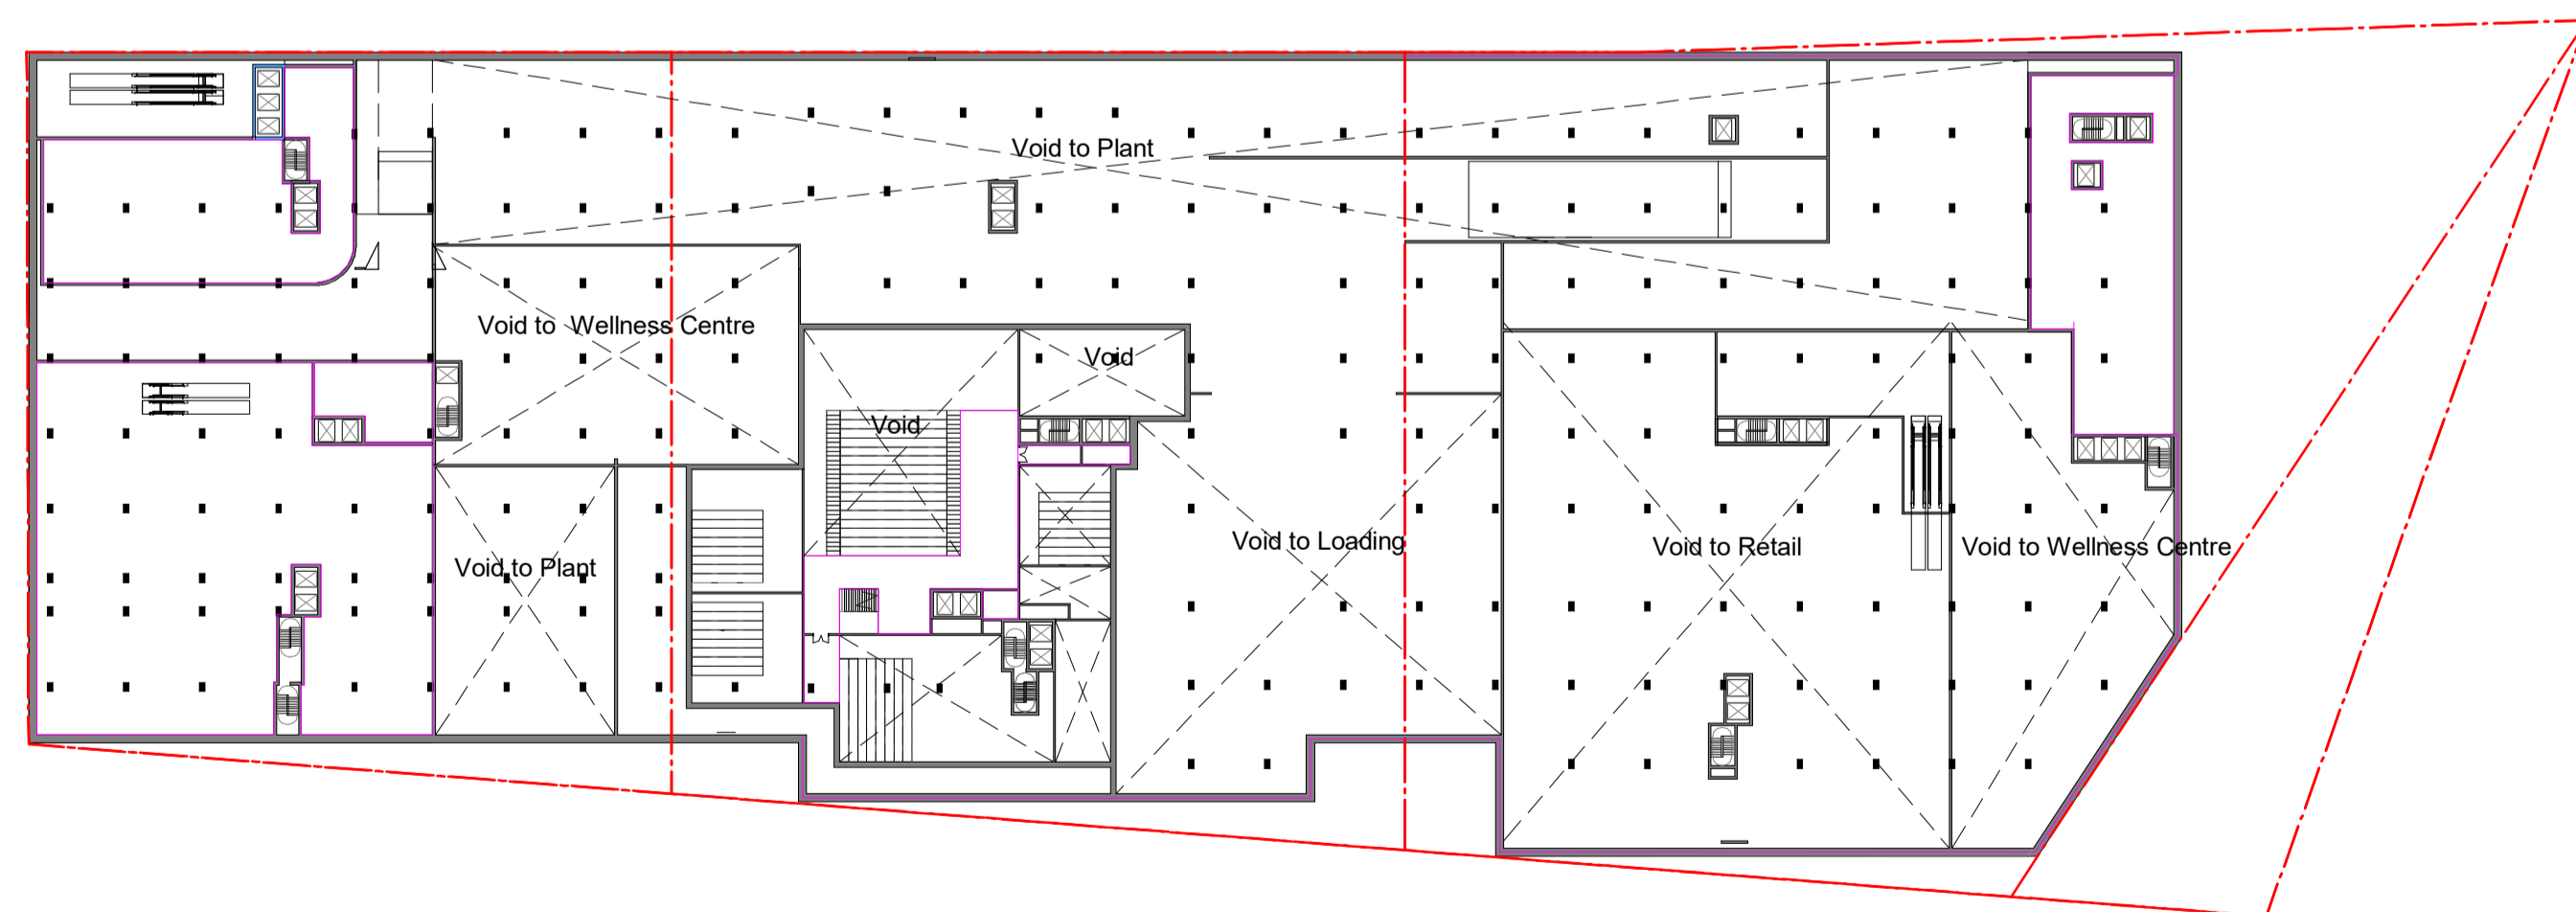 Void to Plant
Void to Wellness Centre
Void
Void
Void to Plant
Void to Loading
Void to Retail
Void to Wellness Centre